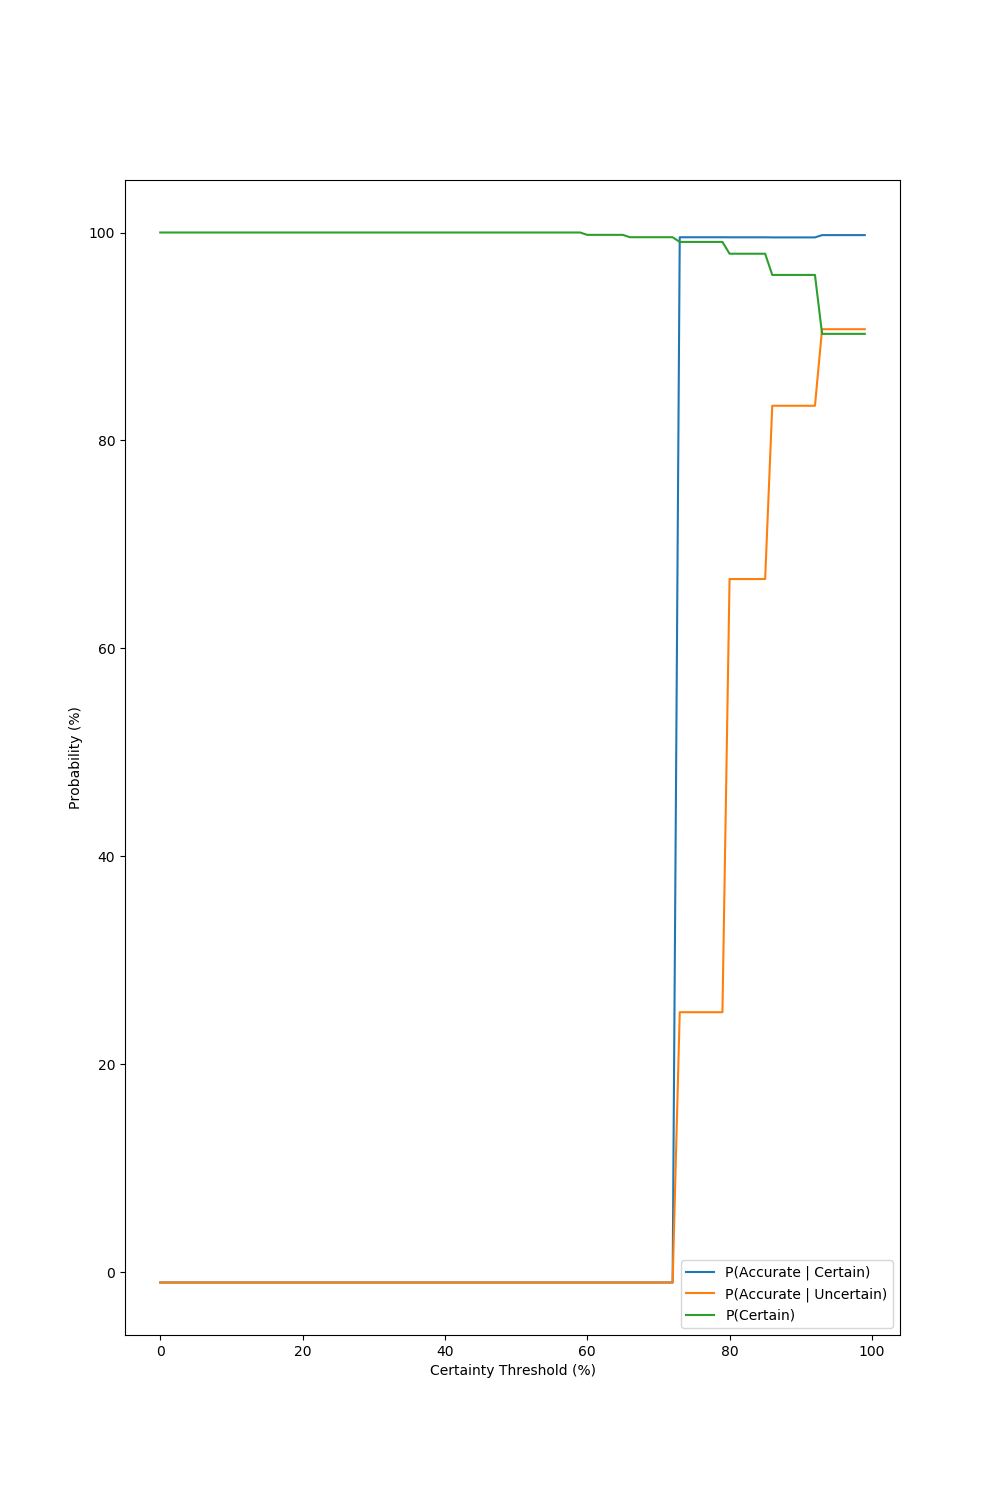 100
80
60
40
20
0
Probability (%)
0 20 40 60 80 100
Certainty Threshold (%)
P(Accurate | Certain)
P(Accurate | Uncertain)
P(Certain)